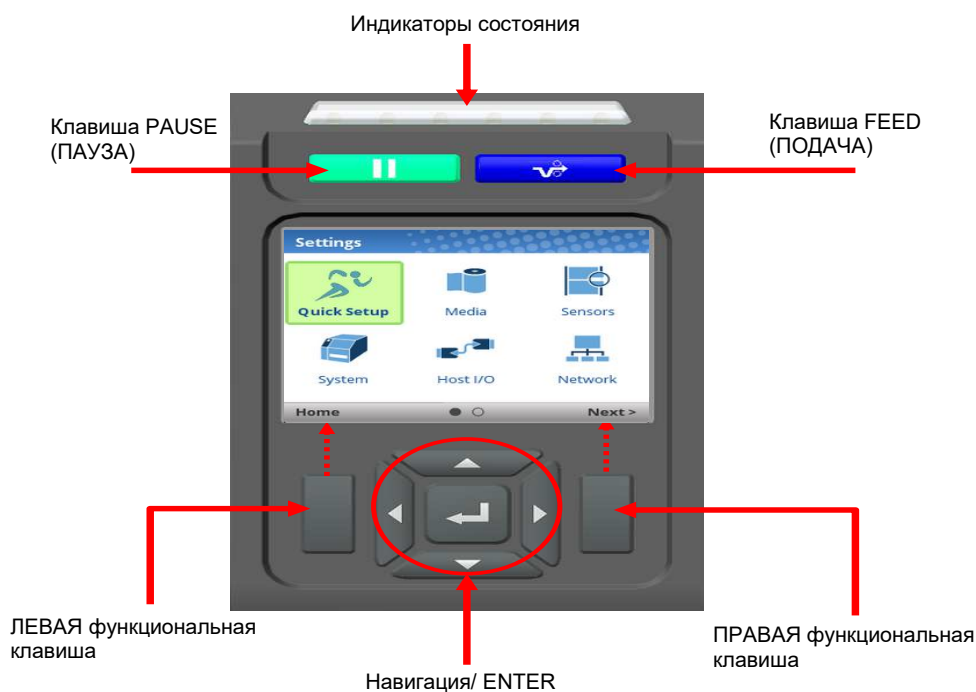 Индикаторы состояния
Клавиша PAUSE
(ПАУЗА)
Клавиша FEED
(ПОДАЧА)
Settings
Quick Setup
Media
Sensors
System
Host I/O
Network
Home
Next >
ЛЕВАЯ функциональная
клавиша
ПРАВАЯ функциональная
клавиша
Навигация/ ENTER